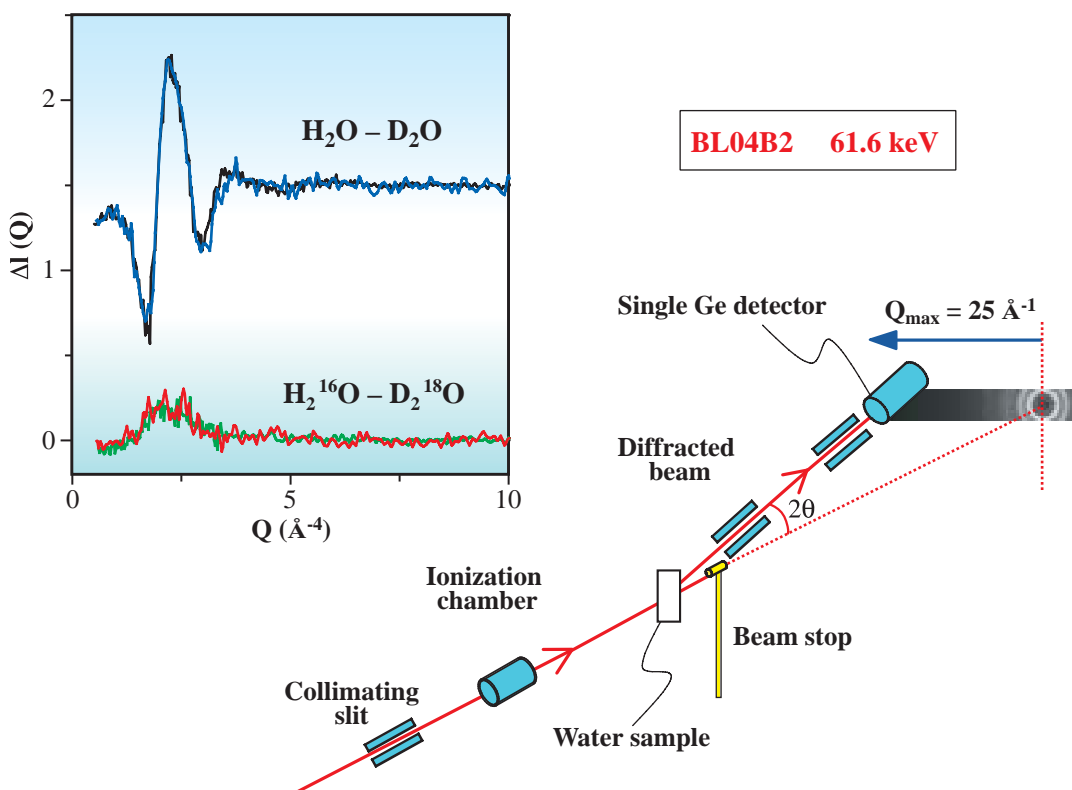 2
H₂O – D₂O
ΔI (Q)
1
H₂¹⁶O – D₂¹⁸O
0
0
5
10
Q (Å⁻⁴)
BL04B2 61.6 keV
Single Ge detector
Qmax = 25 Å⁻¹
Diffracted
beam
2θ
Ionization
chamber
Beam stop
Collimating
slit
Water sample